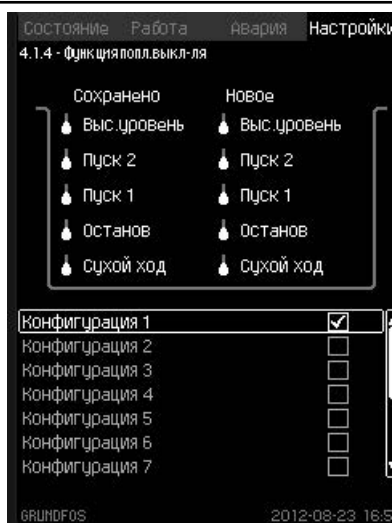 Состояние Работа Авария Настройки
4.1.4 - Функция попл.выкл-ля
Сохранено Новое
Выс.уровень Выс.уровень
Пуск 2 Пуск 2
Пуск 1 Пуск 1
Останов Останов
Сухой ход Сухой ход
Конфигурация 1
Конфигурация 2
Конфигурация 3
Конфигурация 4
Конфигурация 5
Конфигурация 6
Конфигурация 7
GRUNDFOS 2012-08-23 16:5